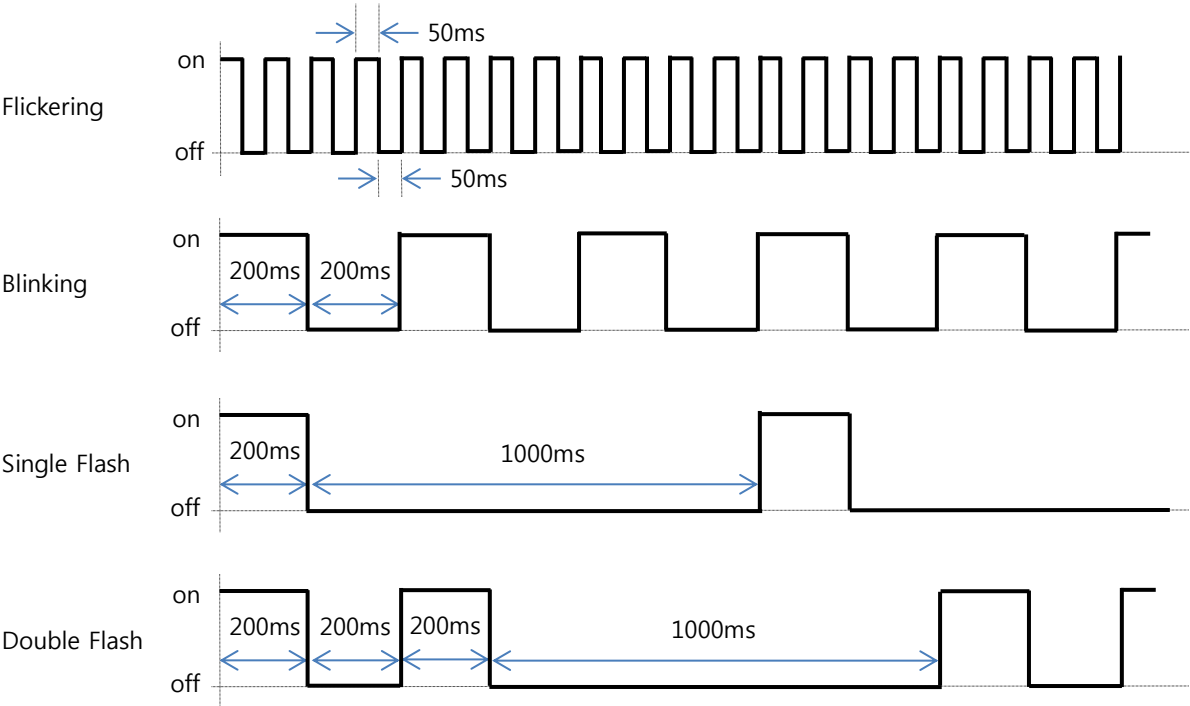 50ms
on
Flickering
off
50ms
on
200ms 200ms
Blinking
off
on
200ms 1000ms
Single Flash
off
on
200ms 200ms 200ms 1000ms
Double Flash
off